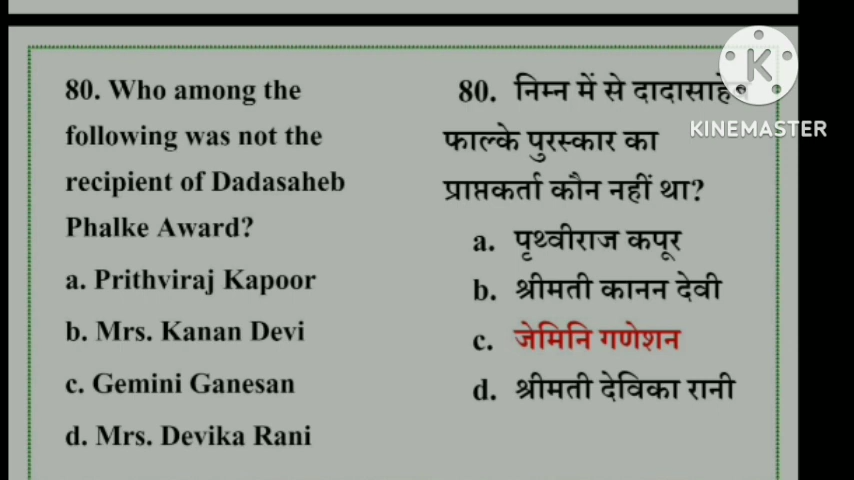 80. Who among the
following was not the
recipient of Dadasaheb
Phalke Award?
a. Prithviraj Kapoor
b. Mrs. Kanan Devi
c. Gemini Ganesan
d. Mrs. Devika Rani
80. निम्न में से दादासाहेब
फाल्के पुरस्कार का
प्राप्तकर्ता कौन नहीं था?
a. पृथ्वीराज कपूर
b. श्रीमती कानन देवी
c. जेमिनि गणेशन
d. श्रीमती देविका रानी
K
KINEMASTER